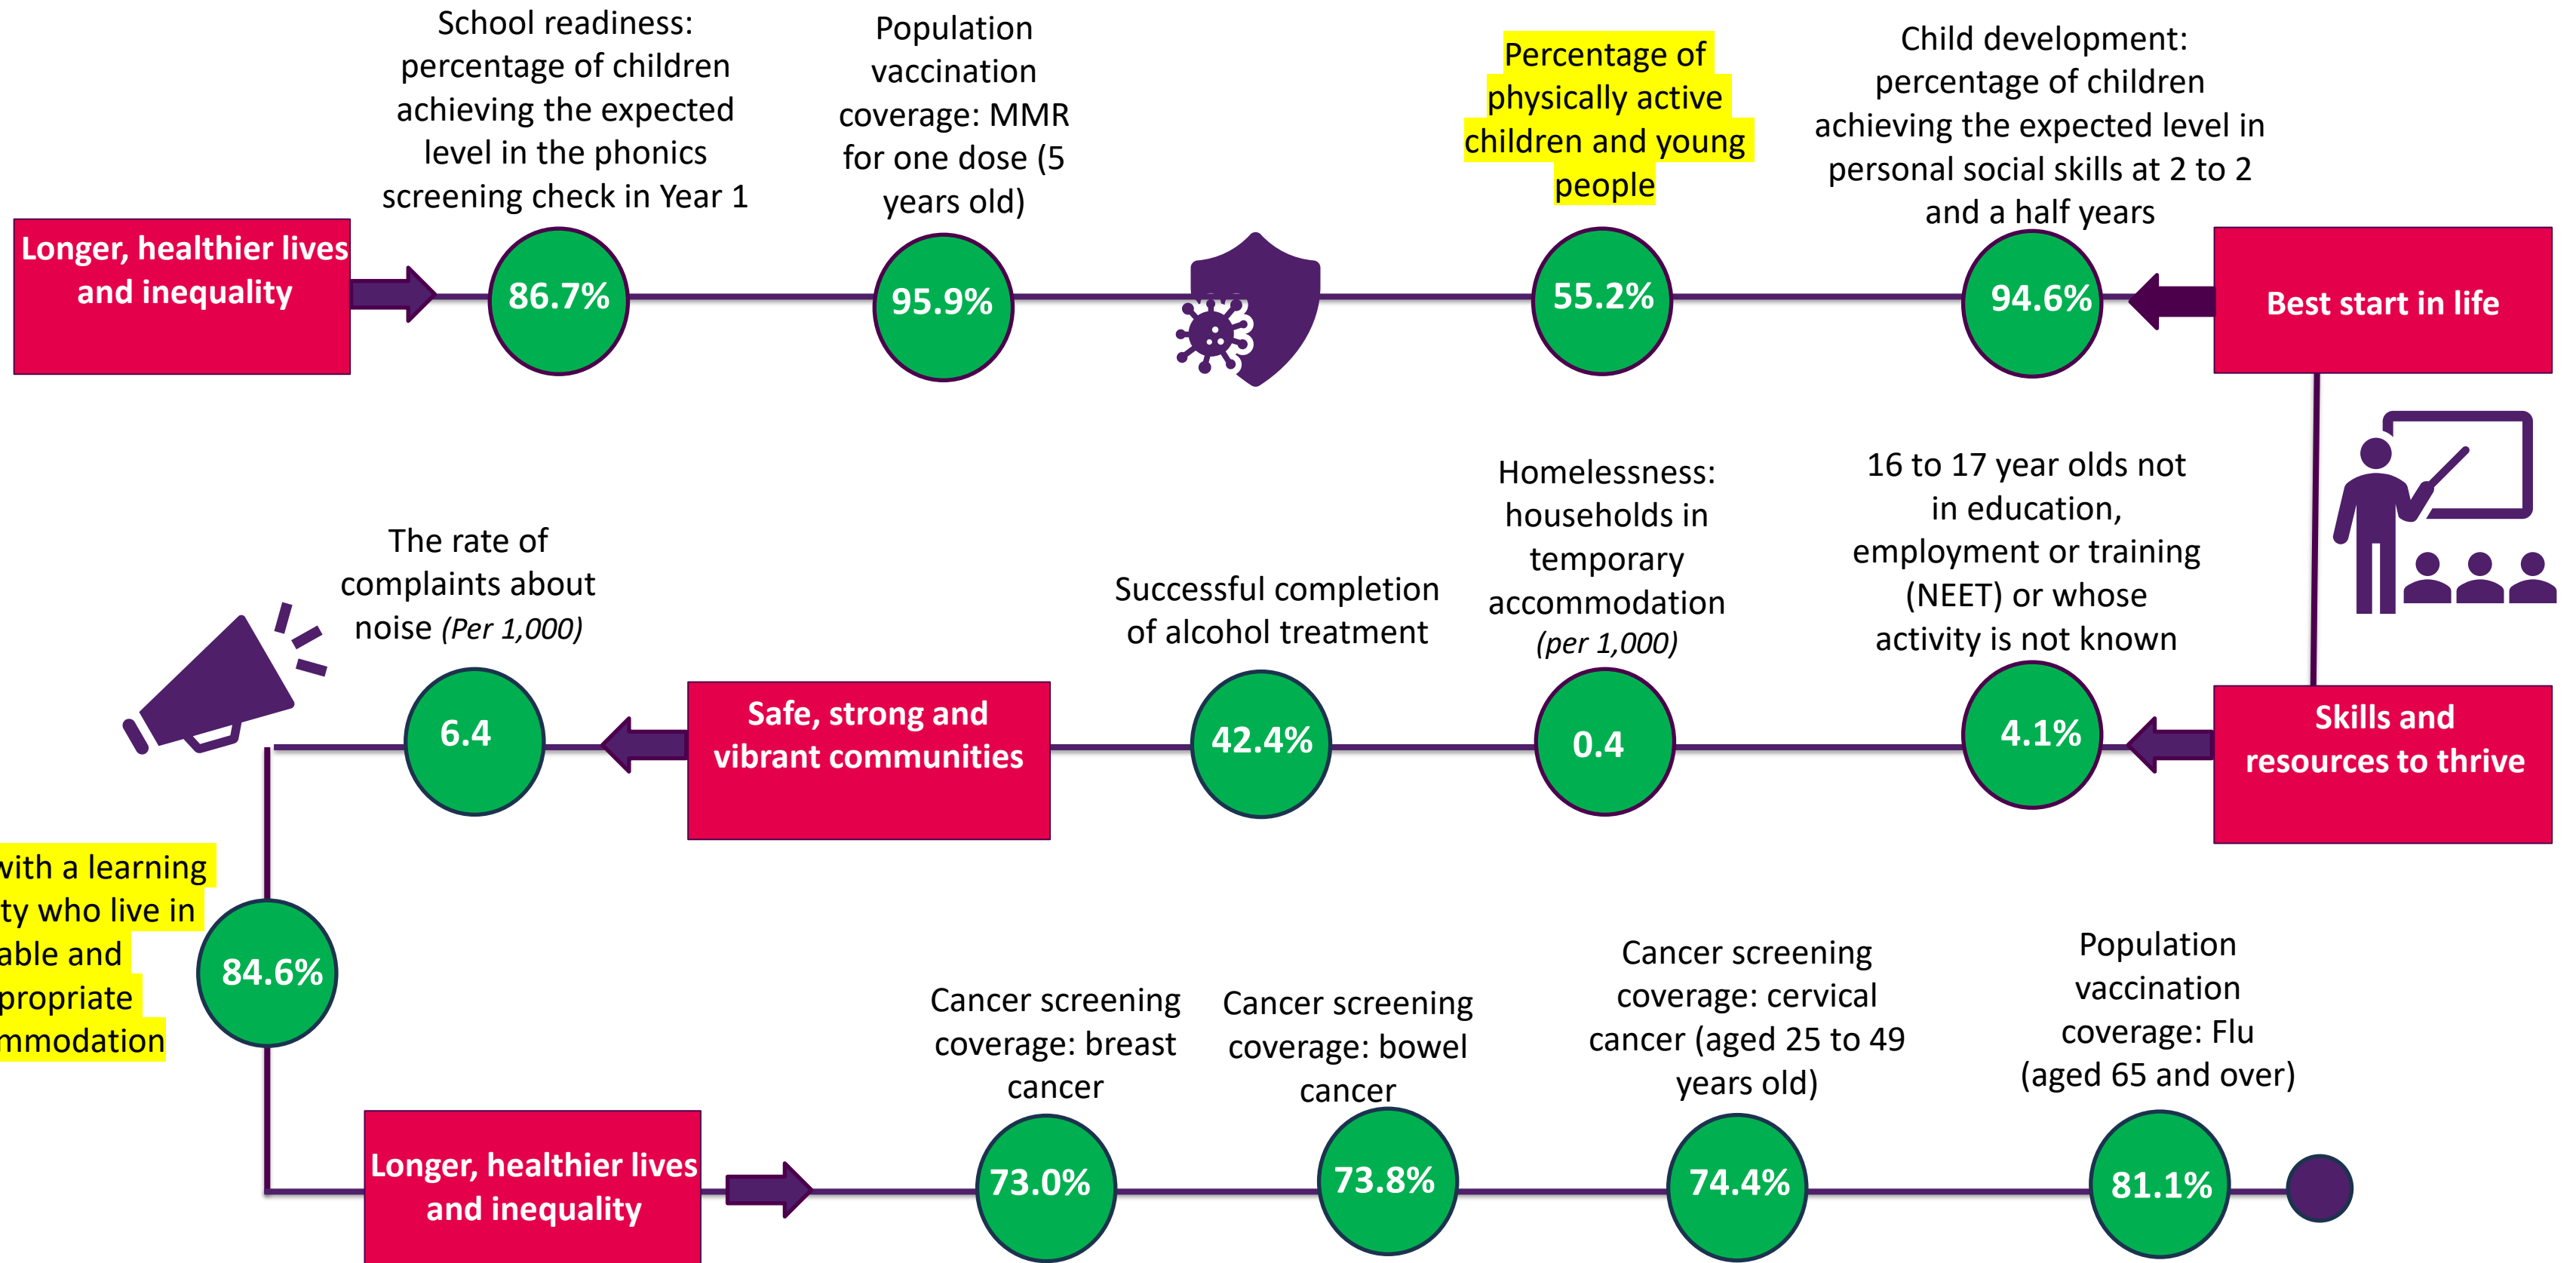 School readiness:
percentage of children
achieving the expected
level in the phonics
screening check in Year 1
Population
vaccination
coverage: MMR
for one dose (5
years old)
Percentage of
physically active
children and young
people
Child development:
percentage of children
achieving the expected level in
personal social skills at 2 to 2
and a half years
Longer, healthier lives
and inequality
86.7%
95.9%
55.2%
94.6%
Best start in life
The rate of
complaints about
noise (Per 1,000)
Successful completion
of alcohol treatment
Homelessness:
households in
temporary
accommodation
(per 1,000)
16 to 17 year olds not
in education,
employment or training
(NEET) or whose
activity is not known
6.4
Safe, strong and
vibrant communities
42.4%
0.4
4.1%
Skills and
resources to thrive
with a learning
ty who live in
able and
propriate
mmodation
84.6%
Cancer screening
coverage: breast
cancer
Cancer screening
coverage: bowel
cancer
Cancer screening
coverage: cervical
cancer (aged 25 to 49
years old)
Population
vaccination
coverage: Flu
(aged 65 and over)
Longer, healthier lives
and inequality
73.0%
73.8%
74.4%
81.1%